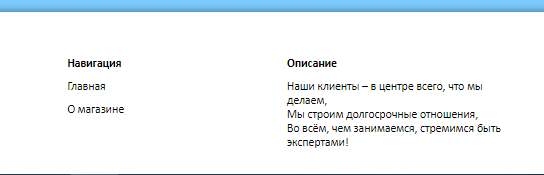 Навигация
Главная
О магазине
Описание
Наши клиенты – в центре всего, что мы
делаем,
Мы строим долгосрочные отношения,
Во всём, чем занимаемся, стремимся быть
экспертами!